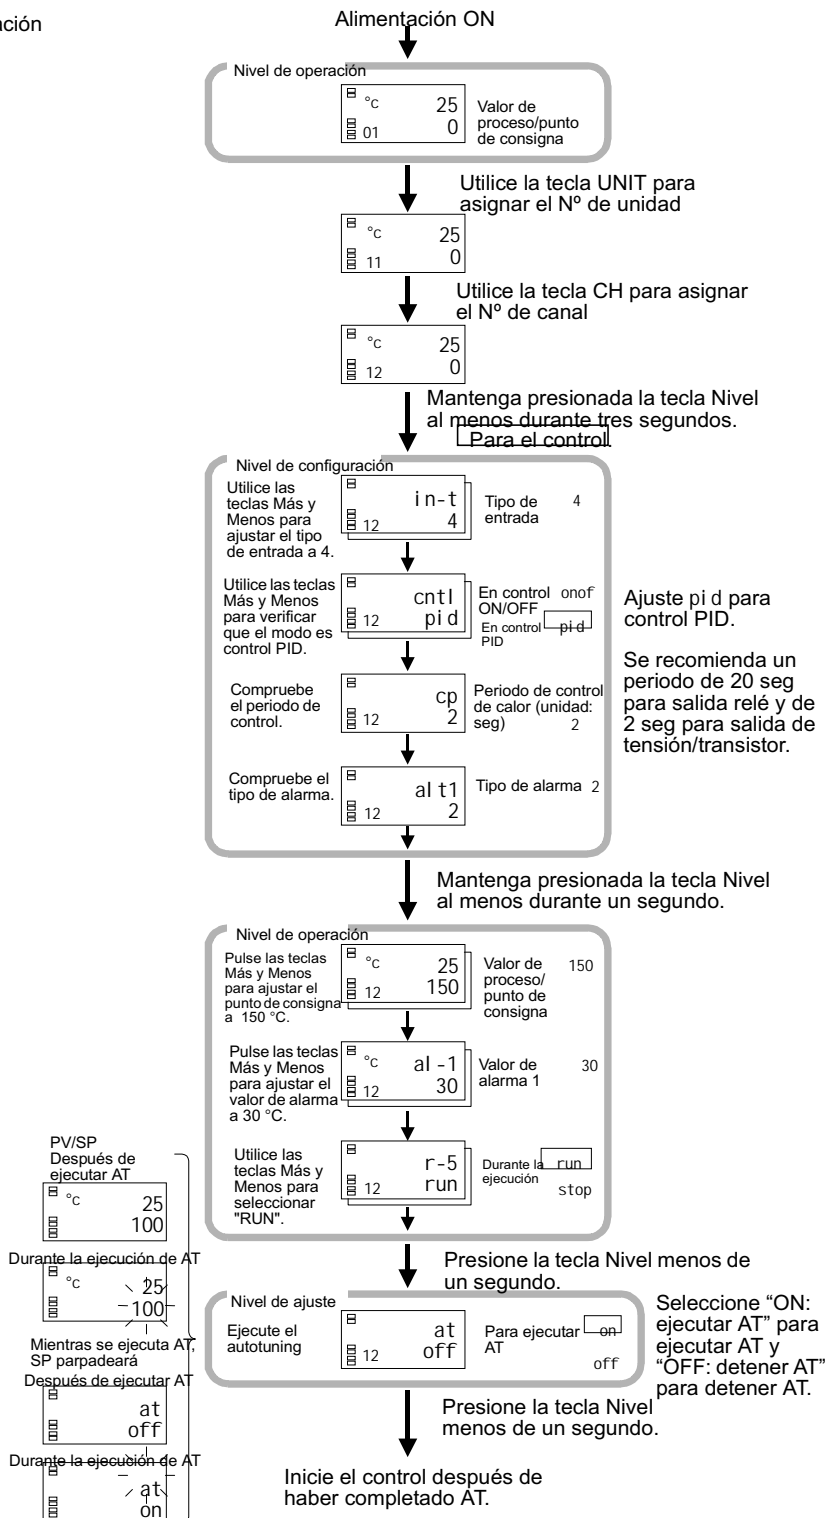 ación
Alimentación ON
Nivel de operación
°C
25
01
0
Valor de
proceso/punto
de consigna
Utilice la tecla UNIT para
asignar el Nº de unidad
°C
25
11
0
Utilice la tecla CH para asignar
el Nº de canal
°C
25
12
0
Mantenga presionada la tecla Nivel
al menos durante tres segundos.
Para el control.
Nivel de configuración
Utilice las
teclas Más y
Menos para
ajustar el tipo
de entrada a 4.
in-t
12
4
Tipo de
entrada
4
Utilice las teclas
Más y Menos
para verificar
que el modo es
control PID.
cntl
12
pid
En control
ON/OFF
onof
En control
PID
pid
Ajuste pid para
control PID.
Compruebe
el periodo de
control.
cp
12
2
Periodo de control
de calor (unidad:
seg)
2
Se recomienda un
periodo de 20 seg
para salida relé y de
2 seg para salida de
tensión/transistor.
Compruebe el
tipo de alarma.
alt1
12
2
Tipo de alarma 2
Mantenga presionada la tecla Nivel
al menos durante un segundo.
Nivel de operación
Pulse las teclas
Más y Menos
para ajustar el
punto de consigna
a 150 °C.
°C
25
12
150
Valor de
proceso/
punto de
consigna
150
Pulse las teclas
Más y Menos
para ajustar el
valor de alarma
a 30 °C.
°C
al-1
12
30
Valor de
alarma 1
30
Utilice las
teclas Más y
Menos para
seleccionar
"RUN".
r-5
12
run
Durante la
ejecución
run
stop
Presione la tecla Nivel menos de
un segundo.
Nivel de ajuste
Ejecute el
autotuning
at
12
off
Para ejecutar
AT
on
off
Seleccione “ON:
ejecutar AT” para
ejecutar AT y
“OFF: detener AT”
para detener AT.
Presione la tecla Nivel
menos de un segundo.
Inicie el control después de
haber completado AT.
PV/SP
Después de
ejecutar AT
°C
25
100
Durante la ejecución de AT
°C
25
100
Mientras se ejecuta AT,
SP parpadeará
Después de ejecutar AT
at
off
Durante la ejecución de AT
at
on